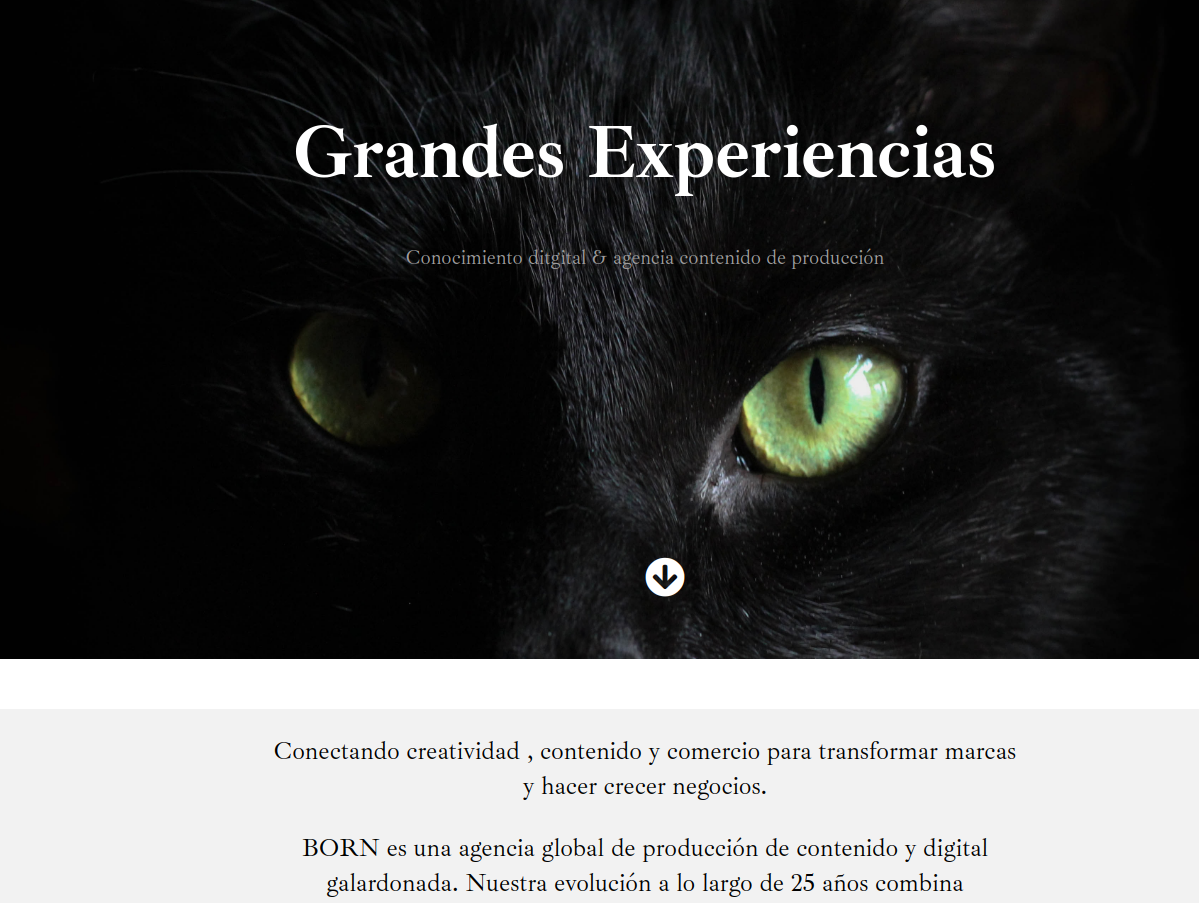 Grandes Experiencias
Conocimiento ditgital & agencia contenido de producción
Conectando creatividad , contenido y comercio para transformar marcas
y hacer crecer negocios.
BORN es una agencia global de producción de contenido y digital
galardonada. Nuestra evolución a lo largo de 25 años combina